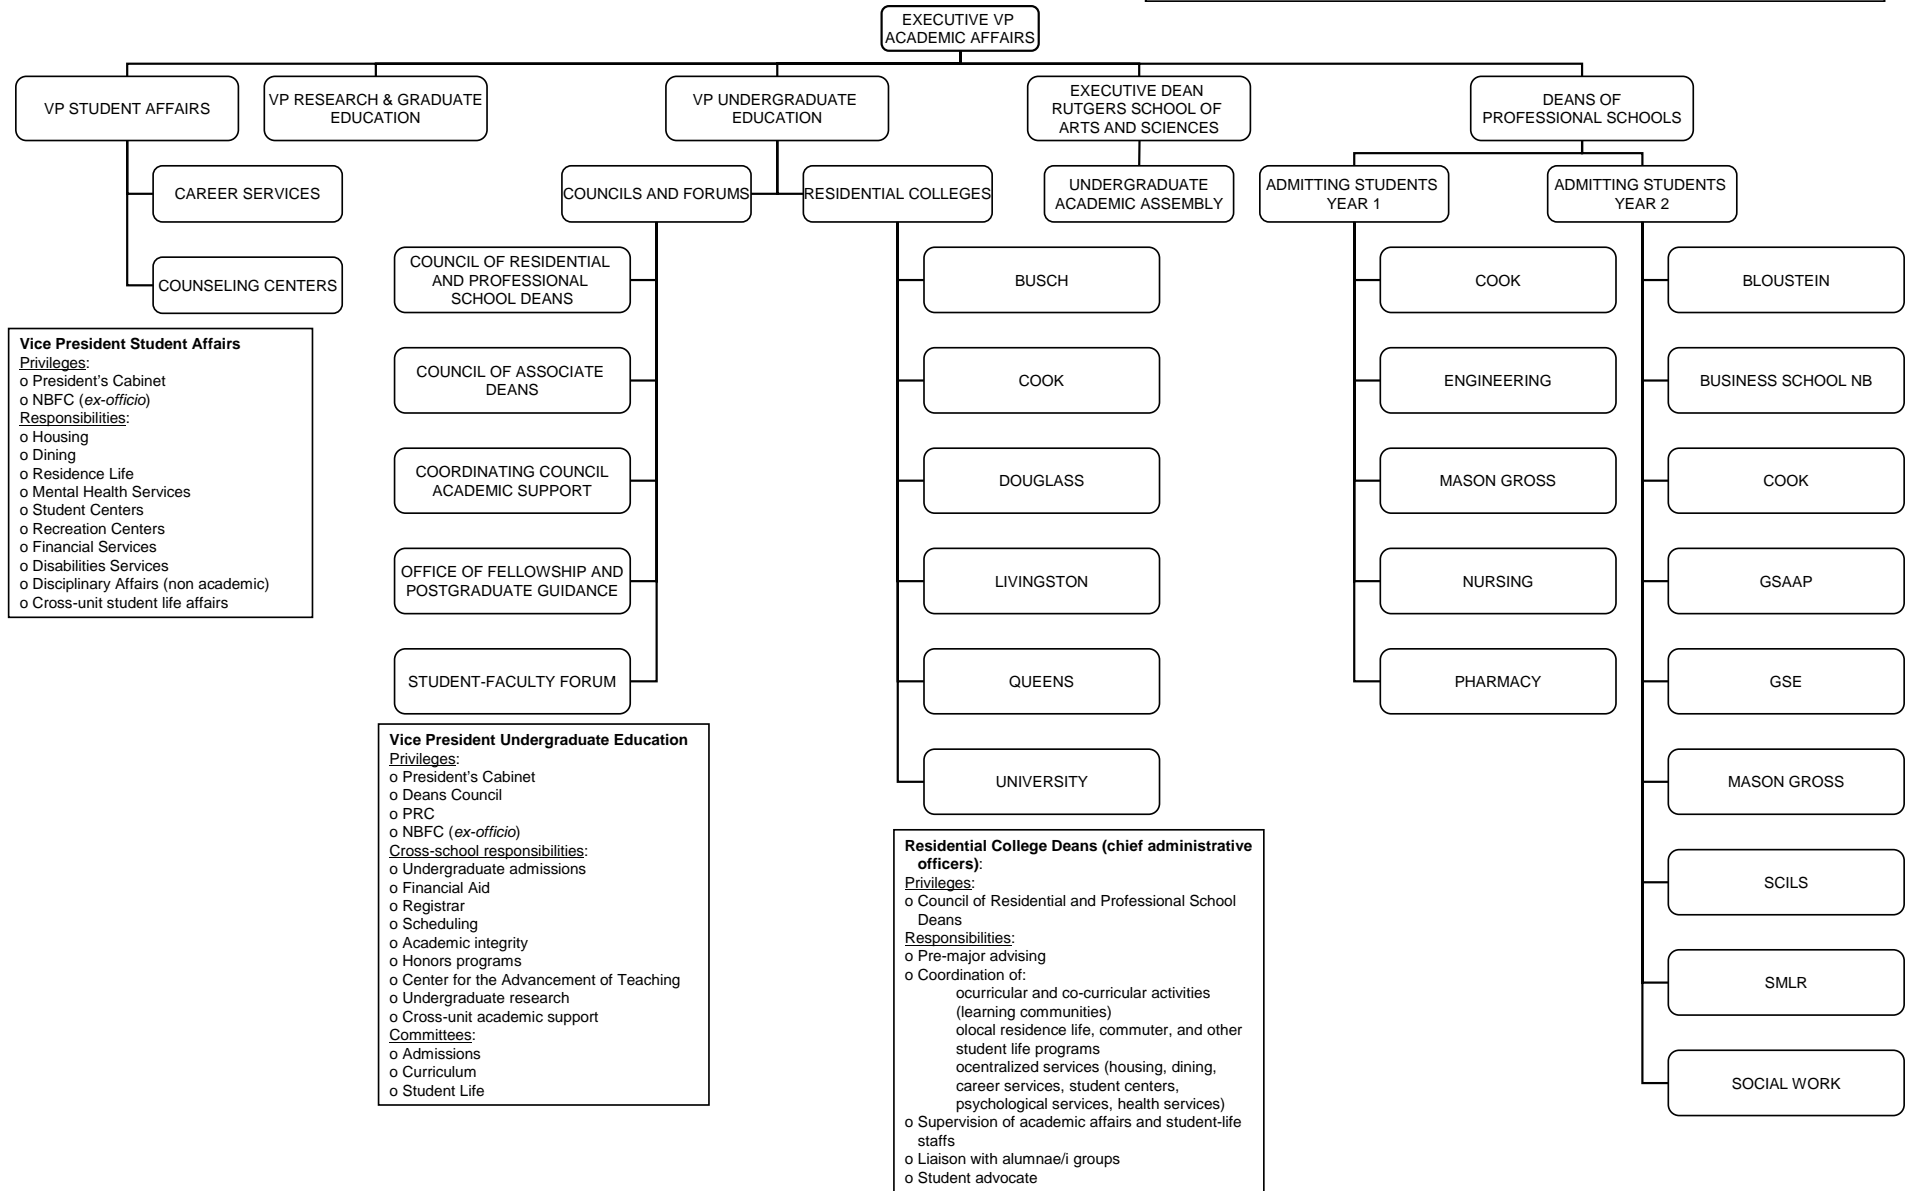 EXECUTIVE VP
ACADEMIC AFFAIRS
VP STUDENT AFFAIRS
VP RESEARCH & GRADUATE
EDUCATION
VP UNDERGRADUATE
EDUCATION
EXECUTIVE DEAN
RUTGERS SCHOOL OF
ARTS AND SCIENCES
DEANS OF
PROFESSIONAL SCHOOLS
CAREER SERVICES
COUNSELING CENTERS
COUNCILS AND FORUMS
RESIDENTIAL COLLEGES
UNDERGRADUATE
ACADEMIC ASSEMBLY
ADMITTING STUDENTS
YEAR 1
ADMITTING STUDENTS
YEAR 2
Vice President Student Affairs
Privileges:
o President’s Cabinet
o NBFC (ex-officio)
Responsibilities:
o Housing
o Dining
o Residence Life
o Mental Health Services
o Student Centers
o Recreation Centers
o Financial Services
o Disabilities Services
o Disciplinary Affairs (non academic)
o Cross-unit student life affairs
COUNCIL OF RESIDENTIAL
AND PROFESSIONAL
SCHOOL DEANS
COUNCIL OF ASSOCIATE
DEANS
COORDINATING COUNCIL
ACADEMIC SUPPORT
OFFICE OF FELLOWSHIP AND
POSTGRADUATE GUIDANCE
STUDENT-FACULTY FORUM
Vice President Undergraduate Education
Privileges:
o President’s Cabinet
o Deans Council
o PRC
o NBFC (ex-officio)
Cross-school responsibilities:
o Undergraduate admissions
o Financial Aid
o Registrar
o Scheduling
o Academic integrity
o Honors programs
o Center for the Advancement of Teaching
o Undergraduate research
o Cross-unit academic support
Committees:
o Admissions
o Curriculum
o Student Life
BUSCH
COOK
DOUGLASS
LIVINGSTON
QUEENS
UNIVERSITY
Residential College Deans (chief administrative
officers):
Privileges:
o Council of Residential and Professional School
Deans
Responsibilities:
o Pre-major advising
o Coordination of:
ocurricular and co-curricular activities
(learning communities)
olocal residence life, commuter, and other
student life programs
ocentralized services (housing, dining,
career services, student centers,
psychological services, health services)
o Supervision of academic affairs and student-life
staffs
o Liaison with alumnae/i groups
o Student advocate
COOK
ENGINEERING
MASON GROSS
NURSING
PHARMACY
BLOUSTEIN
BUSINESS SCHOOL NB
COOK
GSAAP
GSE
MASON GROSS
SCILS
SMLR
SOCIAL WORK